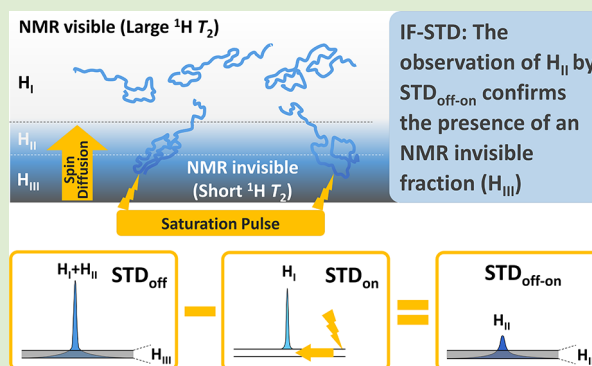 NMR visible (Large ¹H T₂)
H_I
H_II
H_III
Spin
Diffusion
NMR invisible
(Short ¹H T₂)
Saturation Pulse
IF-STD: The
observation of H_II by
STD_off-on confirms
the presence of an
NMR invisible
fraction (H_III)
H_I+H_II
STD_off
H_III
H_I
STD_on
STD_off-on
H_II